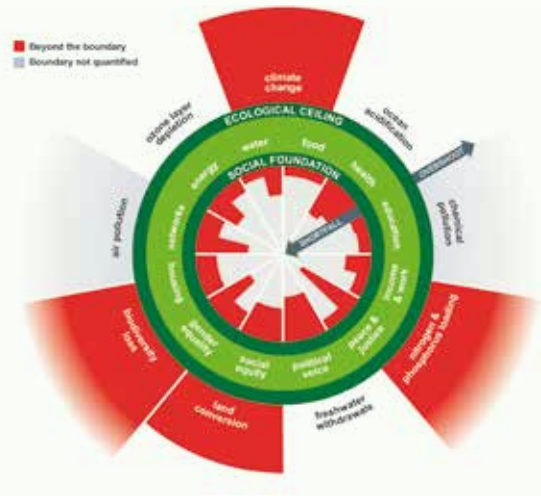 Beyond the boundary
Boundary not quantified
climate
change
ocean
acidification
chemical
pollution
nitrogen &
phosphorus loading
freshwater
withdrawals
land
conversion
biodiversity
loss
air pollution
ozone layer
depletion
ECOLOGICAL CEILING
OVERSHOOT
water
food
health
education
income
& work
peace &
justice
political
voice
social
equity
gender
equality
housing
networks
energy
SOCIAL FOUNDATION
SHORTFALL